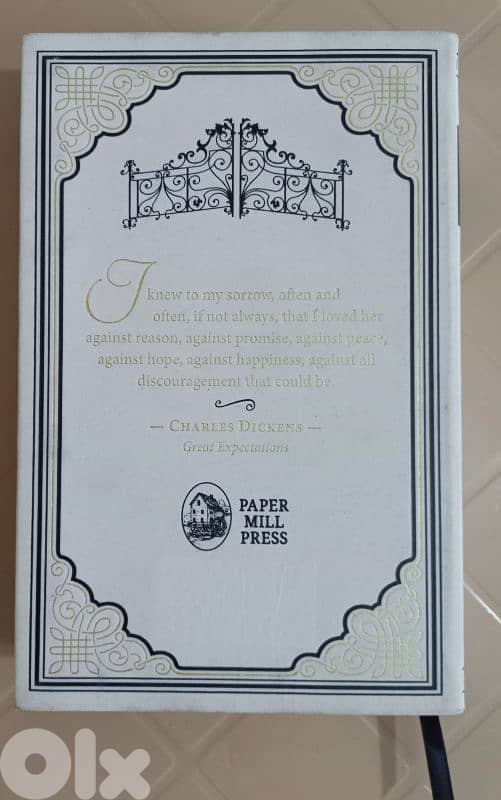 I knew to my sorrow, often and
often, if not always, that I loved her
against reason, against promise, against peace,
against hope, against happiness, against all
discouragement that could be.
— CHARLES DICKENS —
Great Expectations
PAPER
MILL
PRESS
OLX